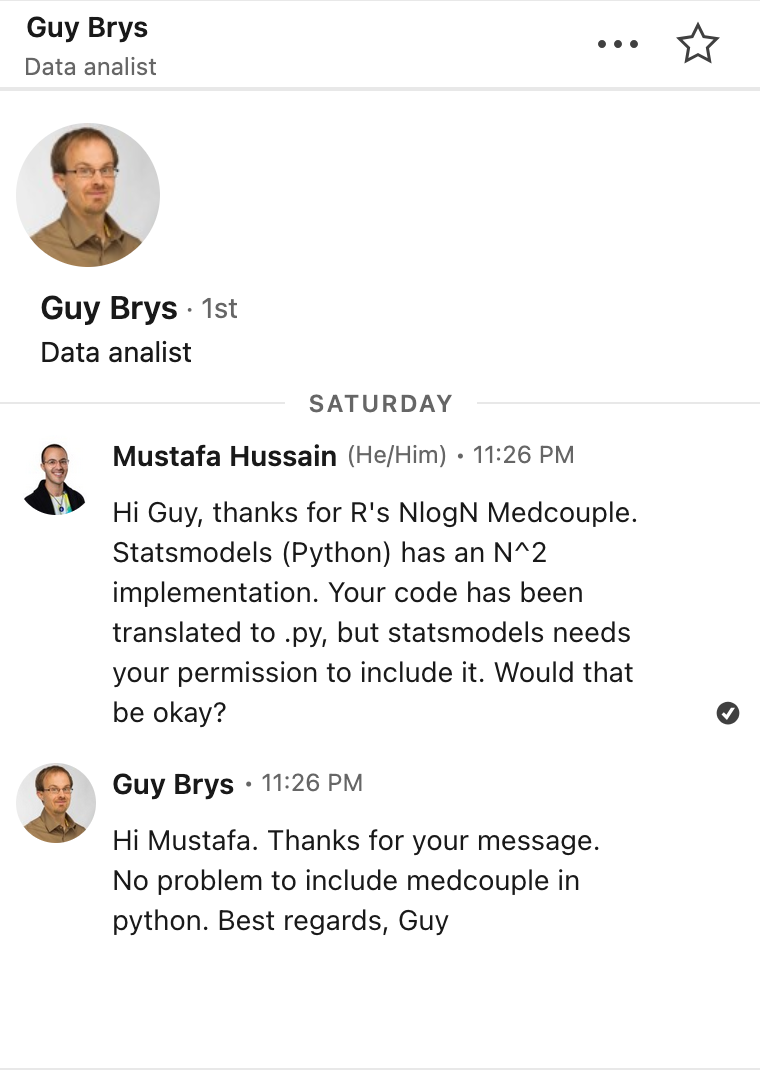 Guy Brys
Data analist
Guy Brys · 1st
Data analist
SATURDAY
Mustafa Hussain (He/Him) • 11:26 PM
Hi Guy, thanks for R's NlogN Medcouple.
Statsmodels (Python) has an N^2
implementation. Your code has been
translated to .py, but statsmodels needs
your permission to include it. Would that
be okay?
Guy Brys • 11:26 PM
Hi Mustafa. Thanks for your message.
No problem to include medcouple in
python. Best regards, Guy